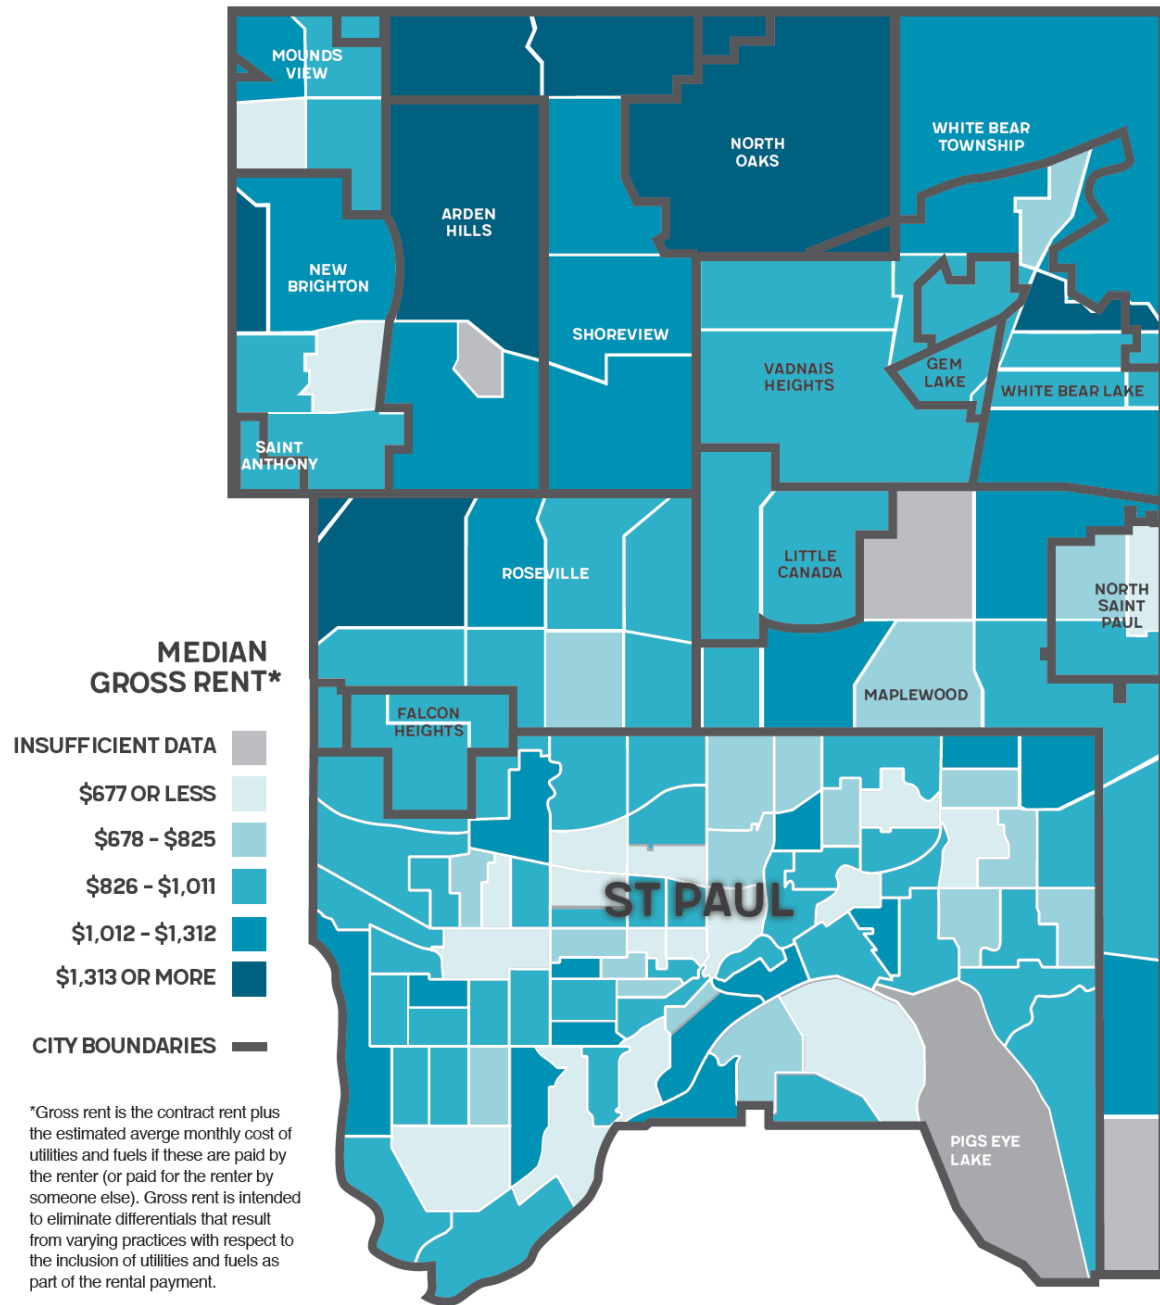 MOUNDS
VIEW
NORTH
OAKS
WHITE BEAR
TOWNSHIP
ARDEN
HILLS
NEW
BRIGHTON
SHOREVIEW
VADNAIS
HEIGHTS
GEM
LAKE
WHITE BEAR LAKE
SAINT
ANTHONY
ROSEVILLE
LITTLE
CANADA
NORTH
SAINT
PAUL
MAPLEWOOD
FALCON
HEIGHTS
ST PAUL
PIGS EYE
LAKE
MEDIAN
GROSS RENT*
INSUFFICIENT DATA
$677 OR LESS
$678 - $825
$826 - $1,011
$1,012 - $1,312
$1,313 OR MORE
CITY BOUNDARIES
*Gross rent is the contract rent plus
the estimated averge monthly cost of
utilities and fuels if these are paid by
the renter (or paid for the renter by
someone else). Gross rent is intended
to eliminate differentials that result
from varying practices with respect to
the inclusion of utilities and fuels as
part of the rental payment.